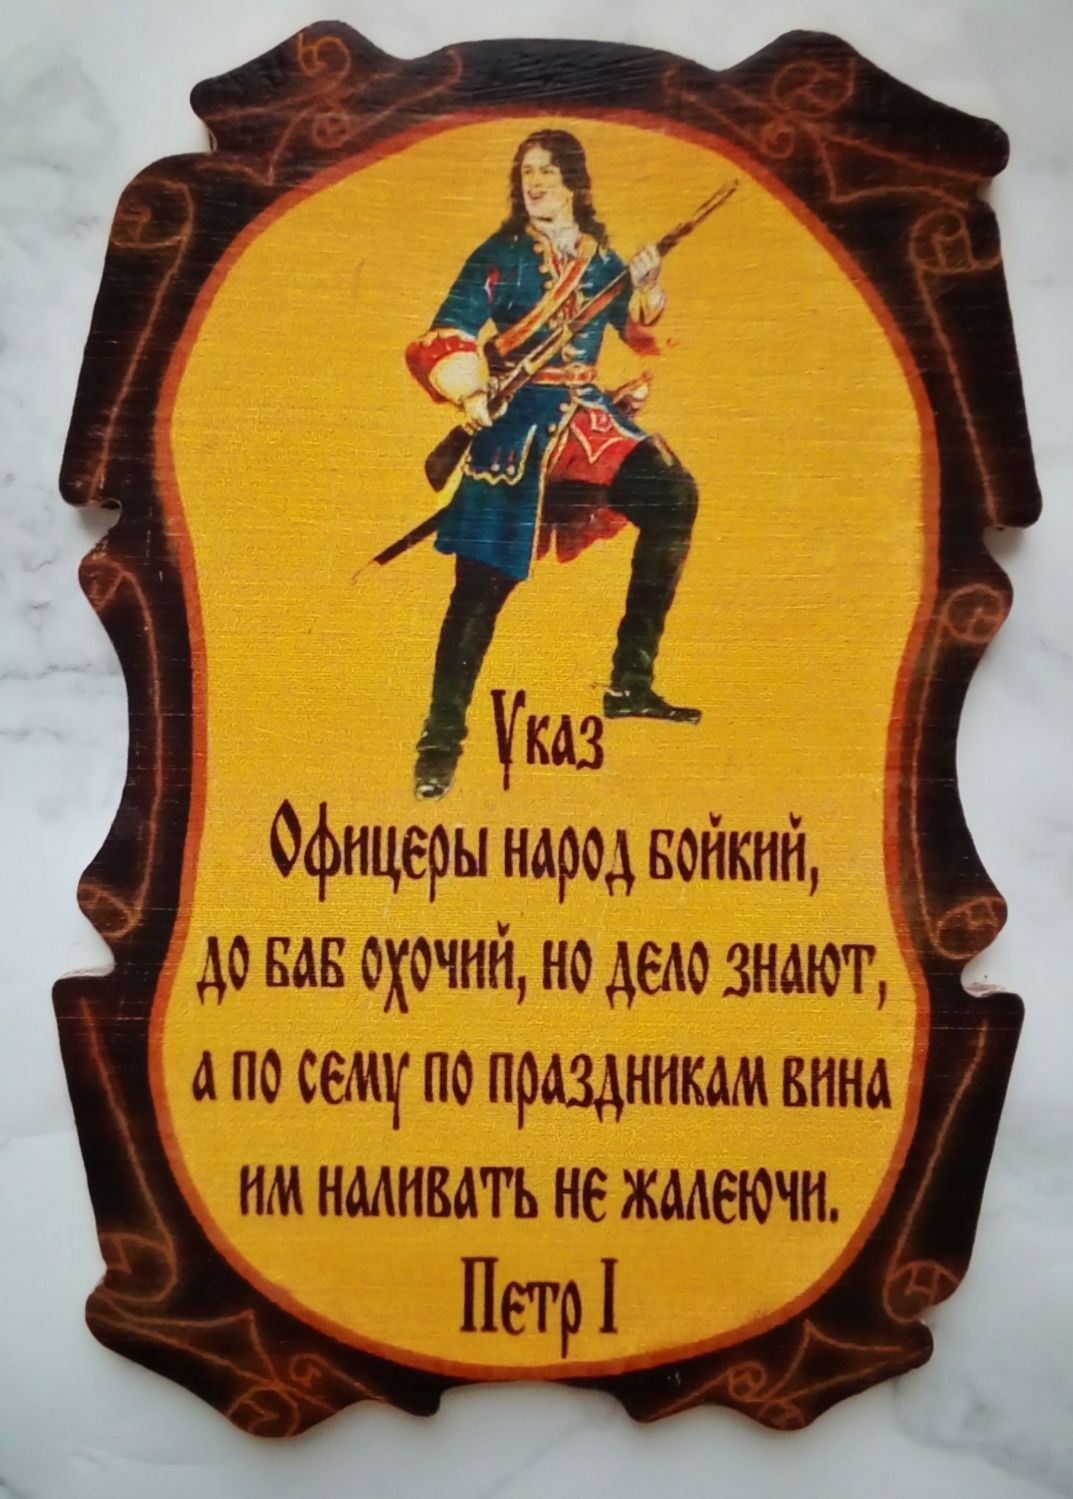 Указ
Офицеры народ бойкий,
до баб охочий, но дело знают,
а по сему по праздникам вина
им наливать не жалеючи.
Петр I